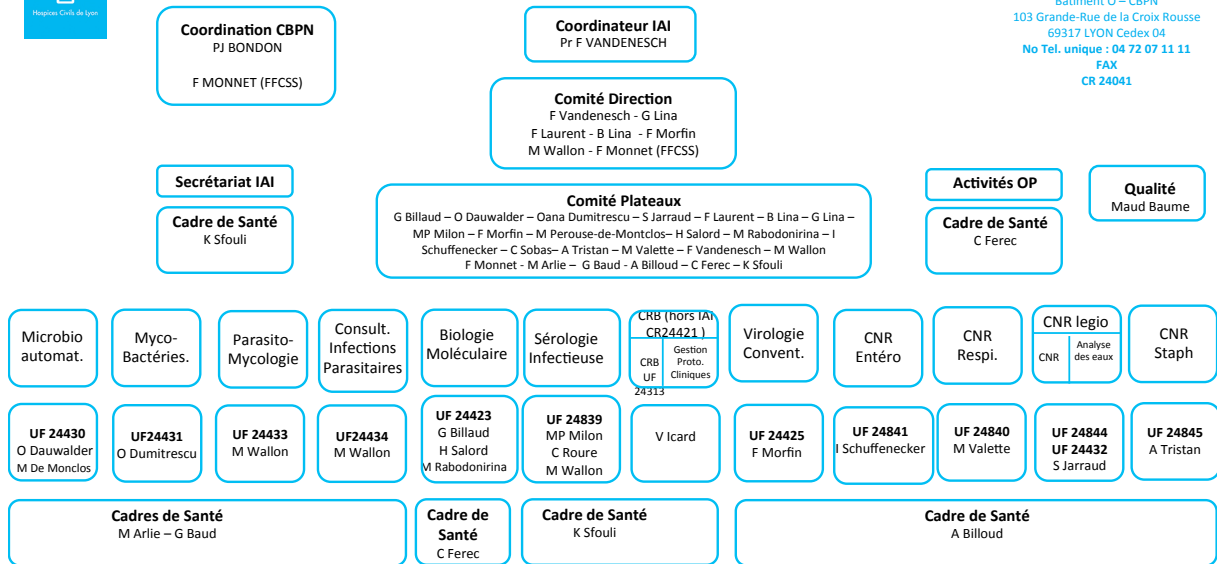 Hospices Civils de Lyon
Bâtiment O – CBPN
103 Grande-Rue de la Croix Rousse
69317 LYON Cedex 04
No Tel. unique : 04 72 07 11 11
FAX
CR 24041
Coordination CBPN
PJ BONDON
F MONNET (FFCSS)
Coordinateur IAI
Pr F VANDENESCH
Comité Direction
F Vandenesch - G Lina
F Laurent - B Lina - F Morfin
M Wallon - F Monnet (FFCSS)
Secrétariat IAI
Cadre de Santé
K Sfouli
Comité Plateaux
G Billaud – O Dauwalder – Oana Dumitrescu – S Jarraud – F Laurent – B Lina – G Lina –
MP Milon – F Morfin – M Perouse-de-Montclos– H Salord – M Rabodonirina – I
Schuffenecker – C Sobas– A Tristan – M Valette – F Vandenesch – M Wallon
F Monnet - M Arlie – G Baud - A Billoud – C Ferec – K Sfouli
Activités OP
Cadre de Santé
C Ferec
Qualité
Maud Baume
Microbio
automat.
Myco-
Bactéries.
Parasito-
Mycologie
Consult.
Infections
Parasitaires
Biologie
Moléculaire
Sérologie
Infectieuse
CRB (hors IAI
CR24421 )
CRB
UF
24313
Gestion
Proto.
Cliniques
Virologie
Convent.
CNR
Entéro
CNR
Respi.
CNR legio
CNR
Analyse
des eaux
CNR
Staph
UF 24430
O Dauwalder
M De Monclos
UF24431
O Dumitrescu
UF 24433
M Wallon
UF24434
M Wallon
UF 24423
G Billaud
H Salord
M Rabodonirina
UF 24839
MP Milon
C Roure
M Wallon
V Icard
UF 24425
F Morfin
UF 24841
I Schuffenecker
UF 24840
M Valette
UF 24844
UF 24432
S Jarraud
UF 24845
A Tristan
Cadres de Santé
M Arlie – G Baud
Cadre de
Santé
C Ferec
Cadre de Santé
K Sfouli
Cadre de Santé
A Billoud